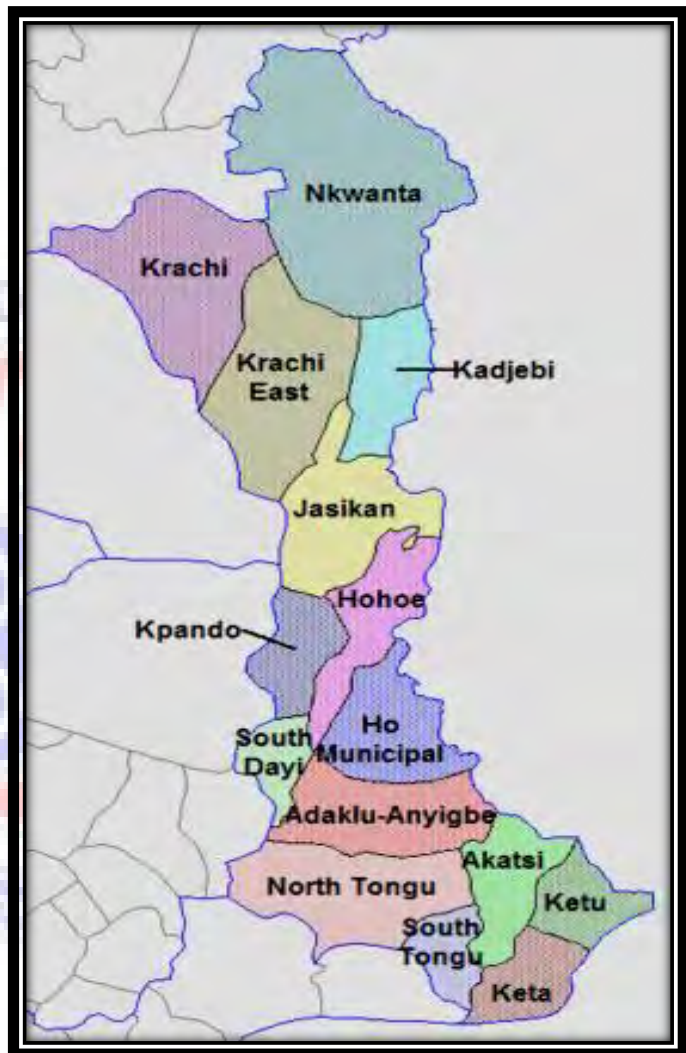 Nkwanta
Krachi
Krachi
East
Kadjebi
Jasikan
Hohoe
Kpando
Ho
Municipal
South
Dayi
Adaklu-Anyigbe
Akatsi
North Tongu
Ketu
South
Tongu
Keta